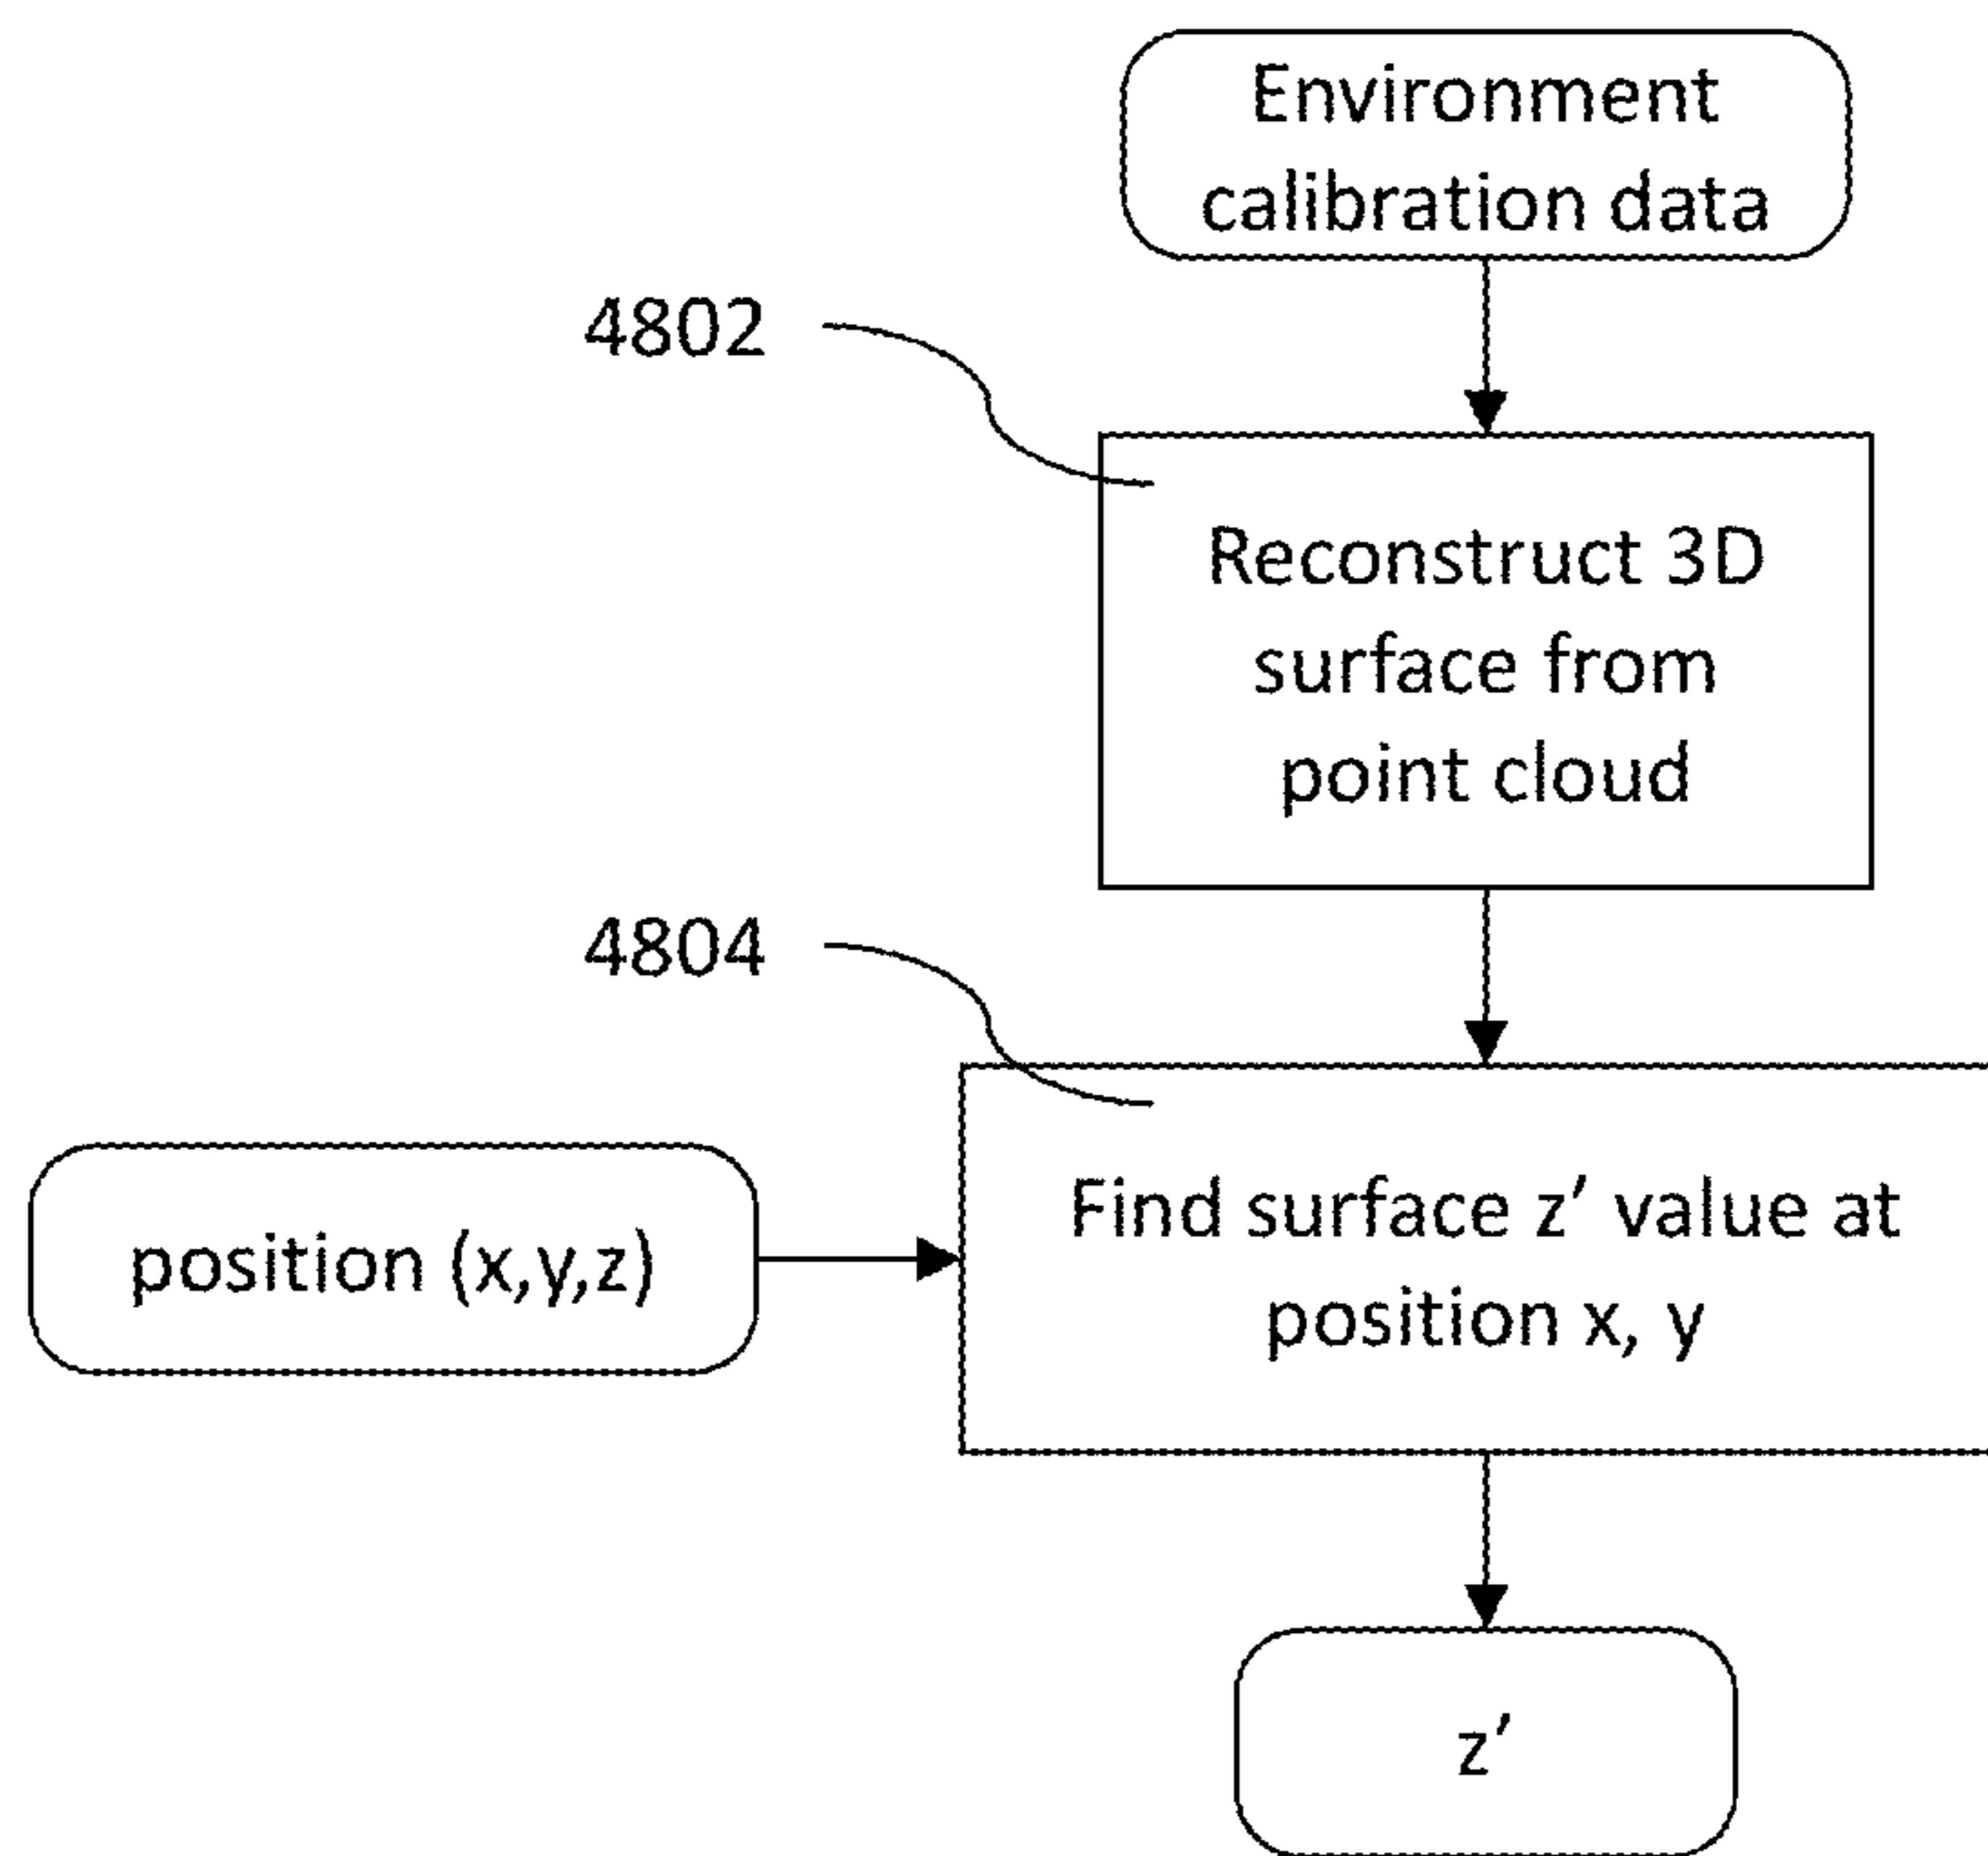 Environment
calibration data
4802
Reconstruct 3D
surface from
point cloud
4804
position (x,y,z)
Find surface z’ value at
position x, y
z’